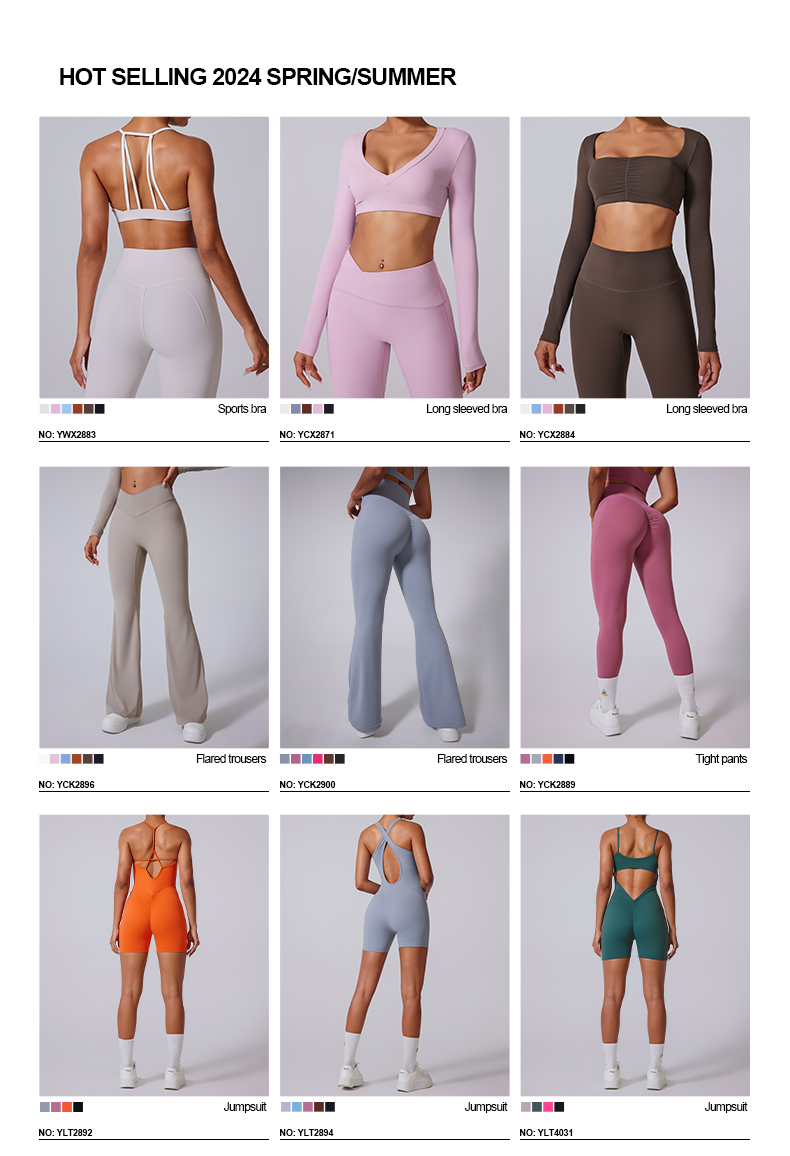 HOT SELLING 2024 SPRING/SUMMER
Sports bra
NO: YWX2883
Long sleeved bra
NO: YCX2871
Long sleeved bra
NO: YCX2884
Flared trousers
NO: YCK2896
Flared trousers
NO: YCK2900
Tight pants
NO: YCK2889
Jumpsuit
NO: YLT2892
Jumpsuit
NO: YLT2894
Jumpsuit
NO: YLT4031